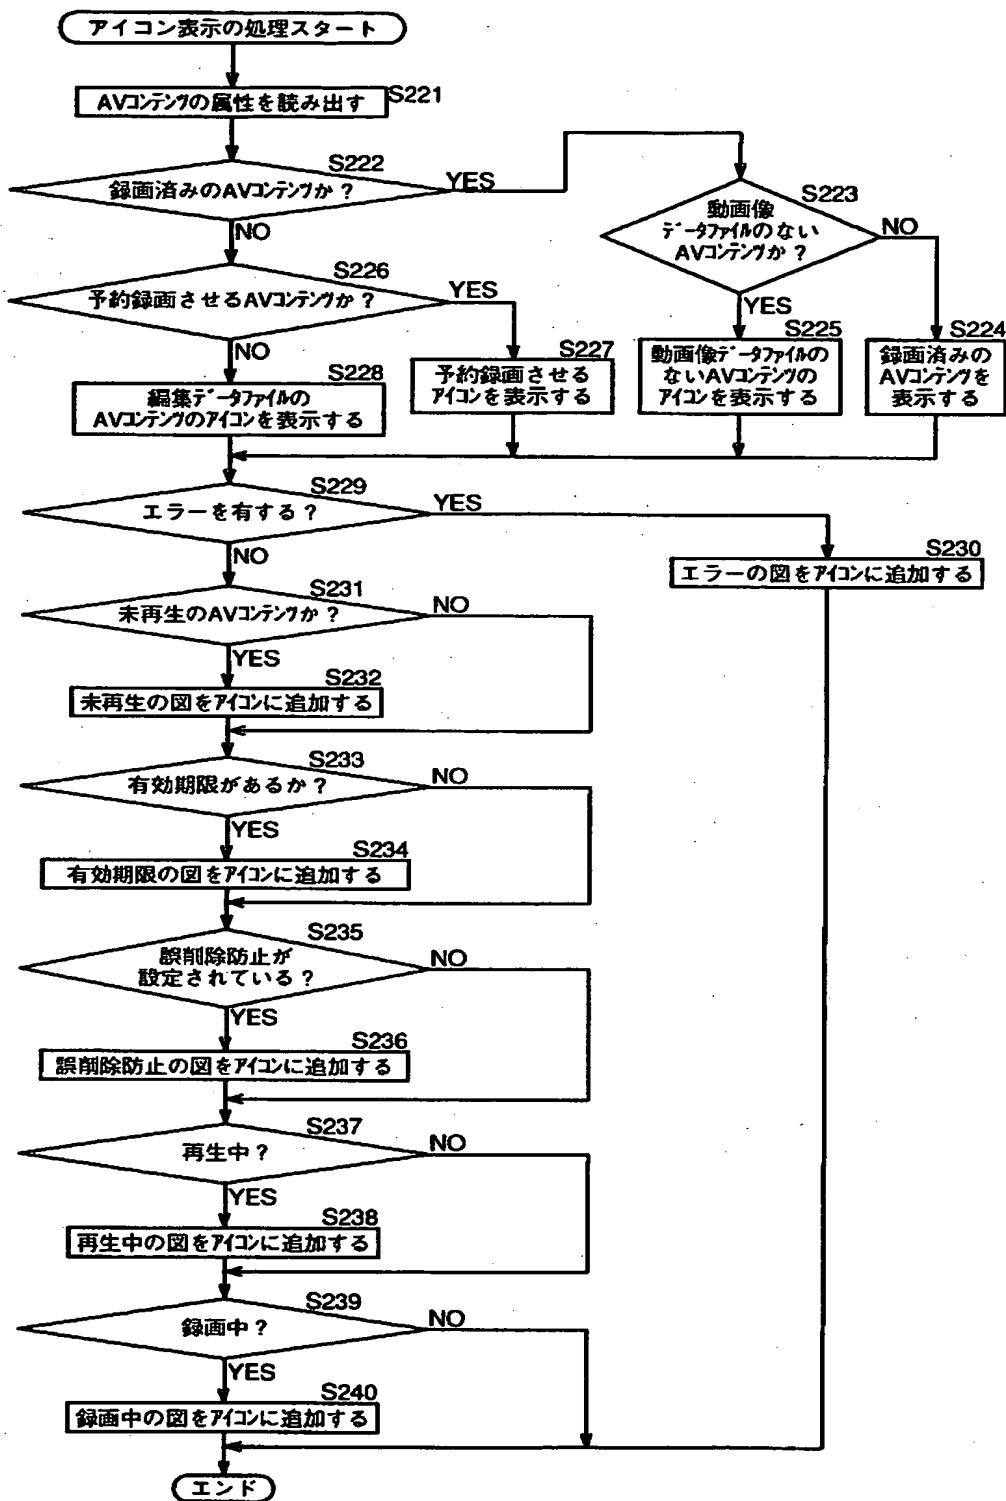 アイコン表示の処理スタート
AVコンテンツの属性を読み出す
S221
S222
録画済みのAVコンテンツか？
YES
NO
S223
動画像
データファイルのない
AVコンテンツか？
NO
YES
S226
予約録画させるAVコンテンツか？
YES
NO
S227
予約録画させる
アイコンを表示する
S225
動画像データファイルの
ないAVコンテンツの
アイコンを表示する
S224
録画済みの
AVコンテンツを
表示する
S228
編集データファイルの
AVコンテンツのアイコンを表示する
S229
エラーを有する？
YES
NO
S230
エラーの図をアイコンに追加する
S231
未再生のAVコンテンツか？
NO
YES
S232
未再生の図をアイコンに追加する
S233
有効期限があるか？
NO
YES
S234
有効期限の図をアイコンに追加する
S235
誤削除防止が
設定されている？
NO
YES
S236
誤削除防止の図をアイコンに追加する
S237
再生中？
NO
YES
S238
再生中の図をアイコンに追加する
S239
録画中？
NO
YES
S240
録画中の図をアイコンに追加する
エンド